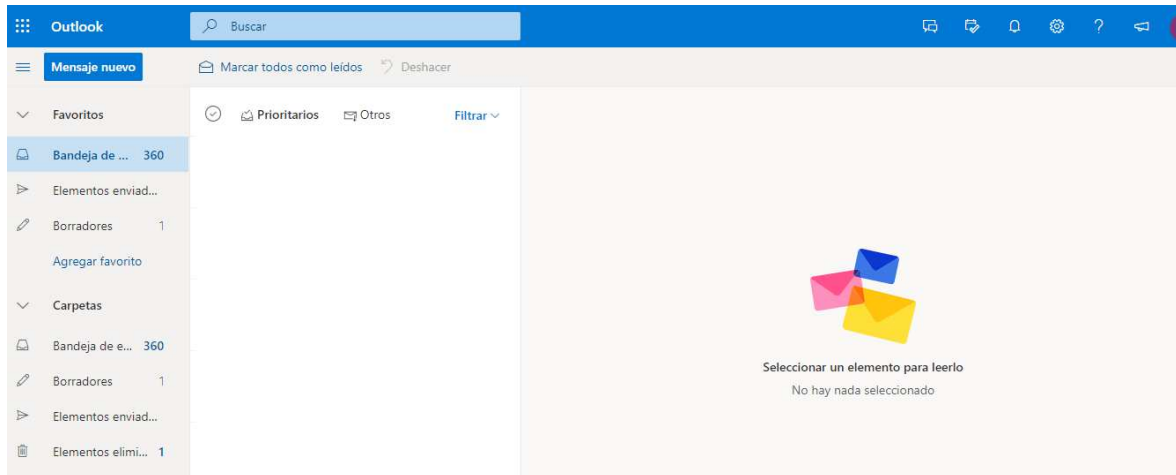 Outlook
Buscar
Mensaje nuevo
Marcar todos como leídos
Deshacer
Favoritos
Prioritarios
Otros
Filtrar
Bandeja de ... 360
Elementos enviad...
Borradores 1
Agregar favorito
Carpetas
Bandeja de e... 360
Borradores 1
Elementos enviad...
Elementos elimi... 1
Seleccionar un elemento para leerlo
No hay nada seleccionado